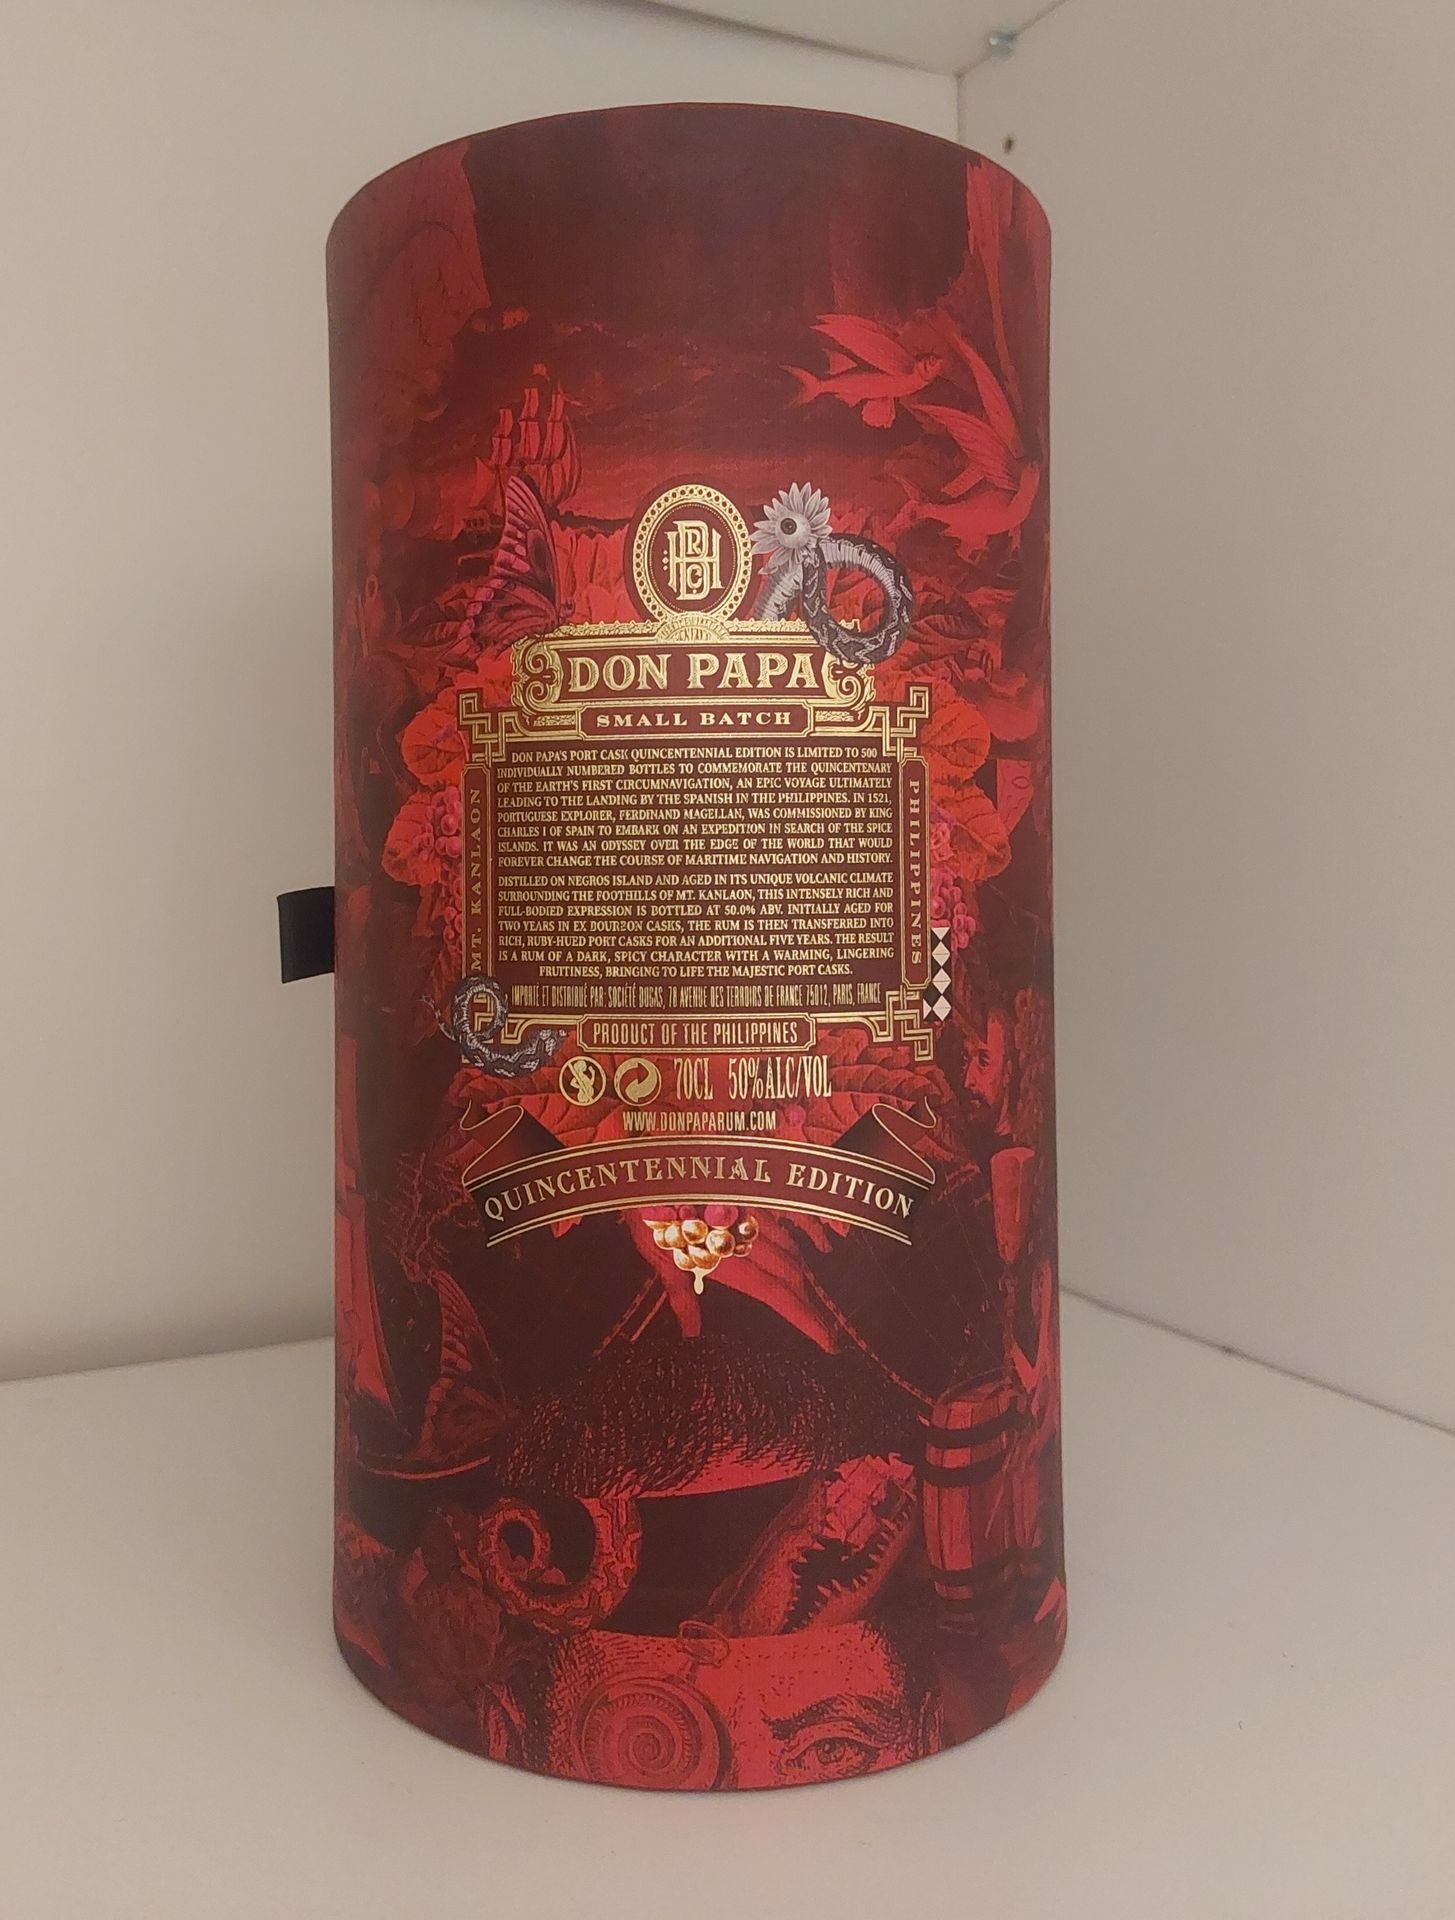 DON PAPA
SMALL BATCH
DON PAPA'S PORT CASK QUINCENTENNIAL EDITION IS LIMITED TO 500
INDIVIDUALLY NUMBERED BOTTLES TO COMMEMORATE THE QUINCENTENARY
OF THE EARTH'S FIRST CIRCUMNAVIGATION, AN EPIC VOYAGE ULTIMATELY
LEADING TO THE LANDING BY THE SPANISH IN THE PHILIPPINES. IN 1521,
PORTUGUESE EXPLORER, FERDINAND MAGELLAN, WAS COMMISSIONED BY KING
CHARLES I OF SPAIN TO EMBARK ON AN EXPEDITION IN SEARCH OF THE SPICE
ISLANDS. IT WAS AN ODYSSEY OVER THE EDGE OF THE WORLD THAT WOULD
FOREVER CHANGE THE COURSE OF MARITIME NAVIGATION AND HISTORY.
DISTILLED ON NEGROS ISLAND AND AGED IN ITS UNIQUE VOLCANIC CLIMATE
SURROUNDING THE FOOTHILLS OF MT. KANLAON, THIS INTENSELY RICH AND
FULL-BODIED EXPRESSION IS BOTTLED AT 50.0% ABV. INITIALLY AGED FOR
TWO YEARS IN EX BOURBON CASKS, THE RUM IS THEN TRANSFERRED INTO
RICH, RUBY-HUED PORT CASKS FOR AN ADDITIONAL FIVE YEARS. THE RESULT
IS A RUM OF A DARK, SPICY CHARACTER WITH A WARMING, LINGERING
FRUITINESS, BRINGING TO LIFE THE MAJESTIC PORT CASKS.
IMPORTÉ ET DISTRIBUÉ PAR: SOCIÉTÉ DUGAS, 78 AVENUE DES TERROIRS DE FRANCE 75012, PARIS, FRANCE
MT. KANLAON
PHILIPPINES
PRODUCT OF THE PHILIPPINES
70CL 50%ALC/VOL
WWW.DONPAPARUM.COM
QUINCENTENNIAL EDITION